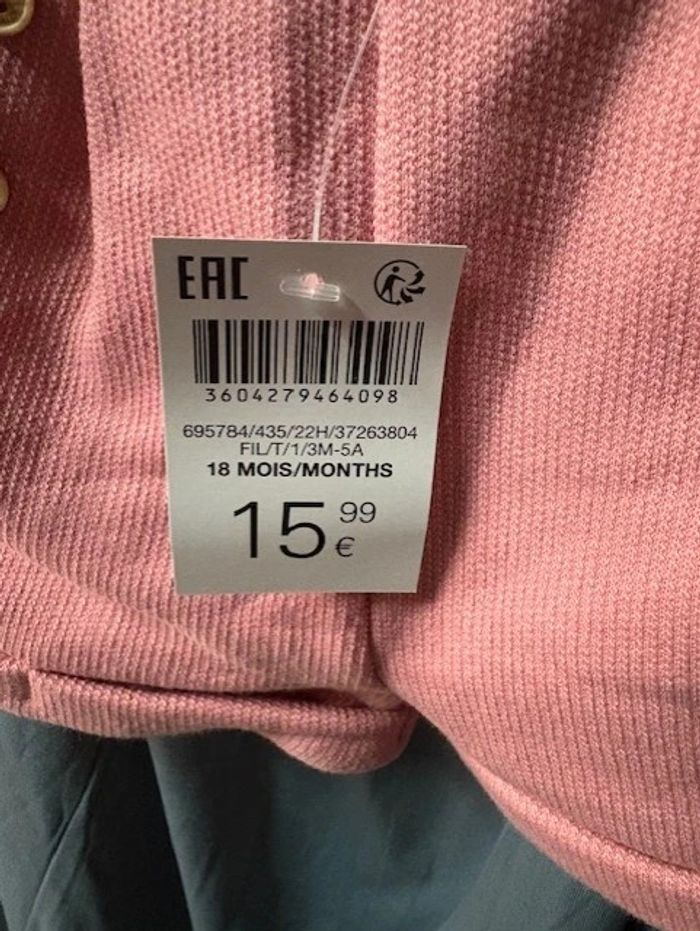 EAC
3604279464098
695784/435/22H/37263804
FIL/T/1/3M-5A
18 MOIS/MONTHS
15 99 €